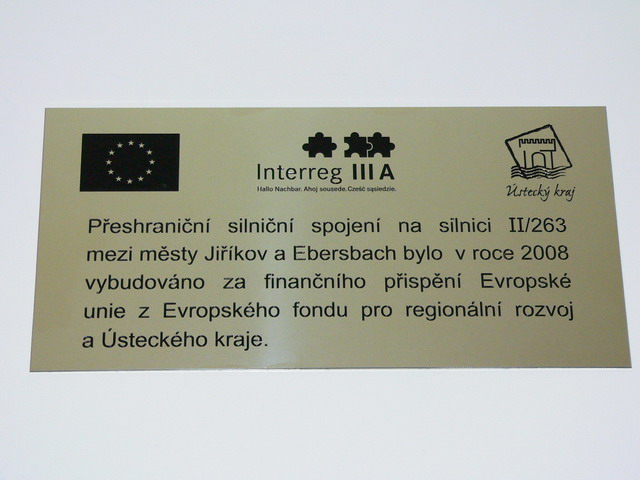 Interreg III A
Hallo Nachbar. Ahoj sousede. Cześć sąsiedzie.
Ústecký kraj
Přeshraniční silniční spojení na silnici II/263
mezi městy Jiříkov a Ebersbach bylo v roce 2008
vybudováno za finančního přispění Evropské
unie z Evropského fondu pro regionální rozvoj
a Ústeckého kraje.